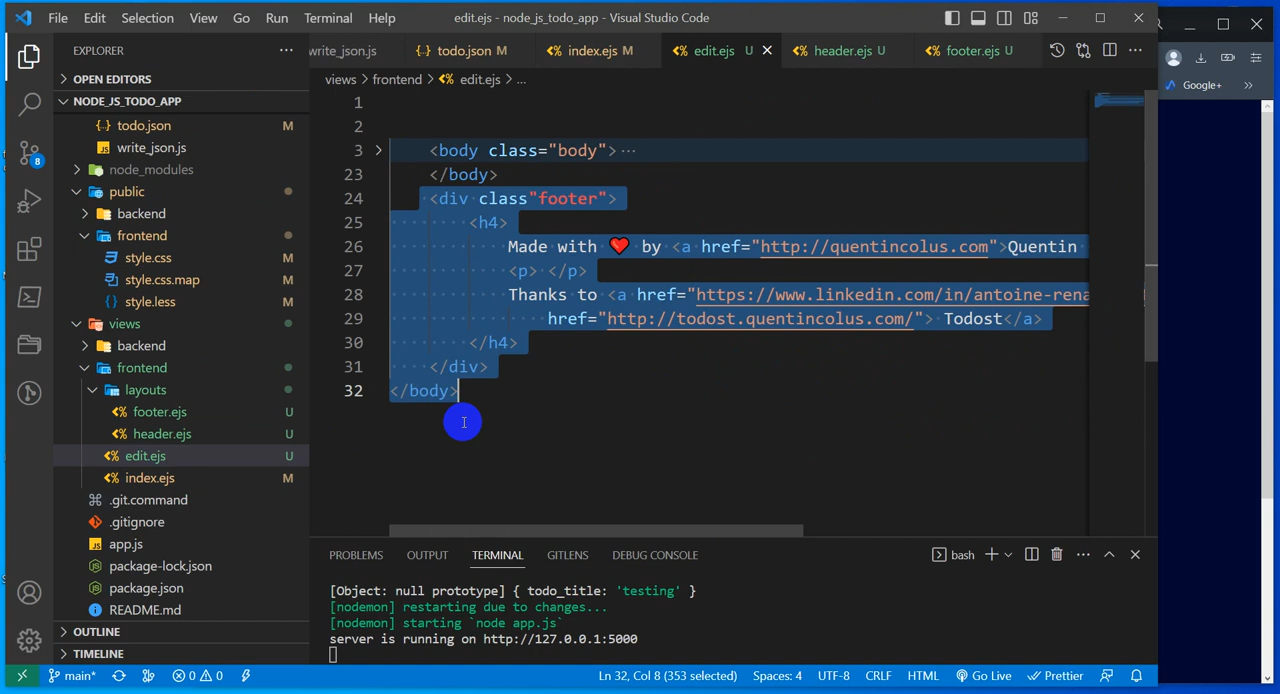 File Edit Selection View Go Run Terminal Help edit.ejs - node_js_todo_app - Visual Studio Code
EXPLORER
write_json.js {} todo.json M index.ejs M edit.ejs U header.ejs U footer.ejs U
Google+
OPEN EDITORS
views > frontend > edit.ejs > ...
NODE_JS_TODO_APP
{} todo.json M
write_json.js
node_modules
public
backend
frontend
style.css M
style.css.map M
style.less M
views
backend
frontend
layouts
footer.ejs U
header.ejs U
edit.ejs U
index.ejs M
.git.command
.gitignore
app.js
package-lock.json
package.json
README.md
OUTLINE
TIMELINE
8
1
2
3 <body class="body"> ...
23 </body>
24 <div class"footer">
25 <h4>
26 Made with ❤️ by <a href="http://quentincolus.com">Quentin
27 <p> </p>
28 Thanks to <a href="https://www.linkedin.com/in/antoine-rena
29 href="http://todost.quentincolus.com/"> Todost</a>
30 </h4>
31 </div>
32 </body>
PROBLEMS OUTPUT TERMINAL GITLENS DEBUG CONSOLE bash
[Object: null prototype] { todo_title: 'testing' }
[nodemon] restarting due to changes...
[nodemon] starting `node app.js`
server is running on http://127.0.0.1:5000
main* 0 0 Ln 32, Col 8 (353 selected) Spaces: 4 UTF-8 CRLF HTML Go Live Prettier